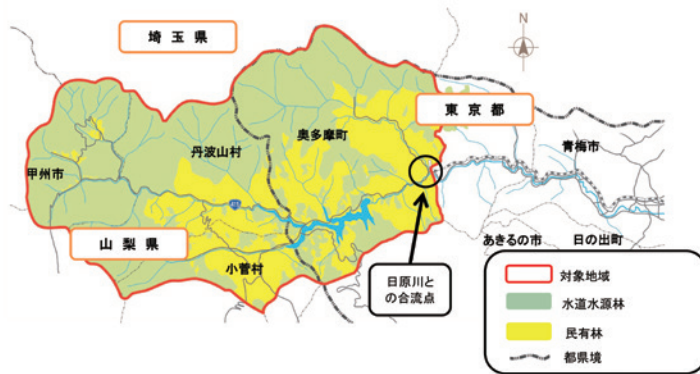 埼玉県
N
東京都
奥多摩町
丹波山村
青梅市
甲州市
411
山梨県
小菅村
あきるの市
日の出町
日原川と
の合流点
対象地域
水道水源林
民有林
都県境